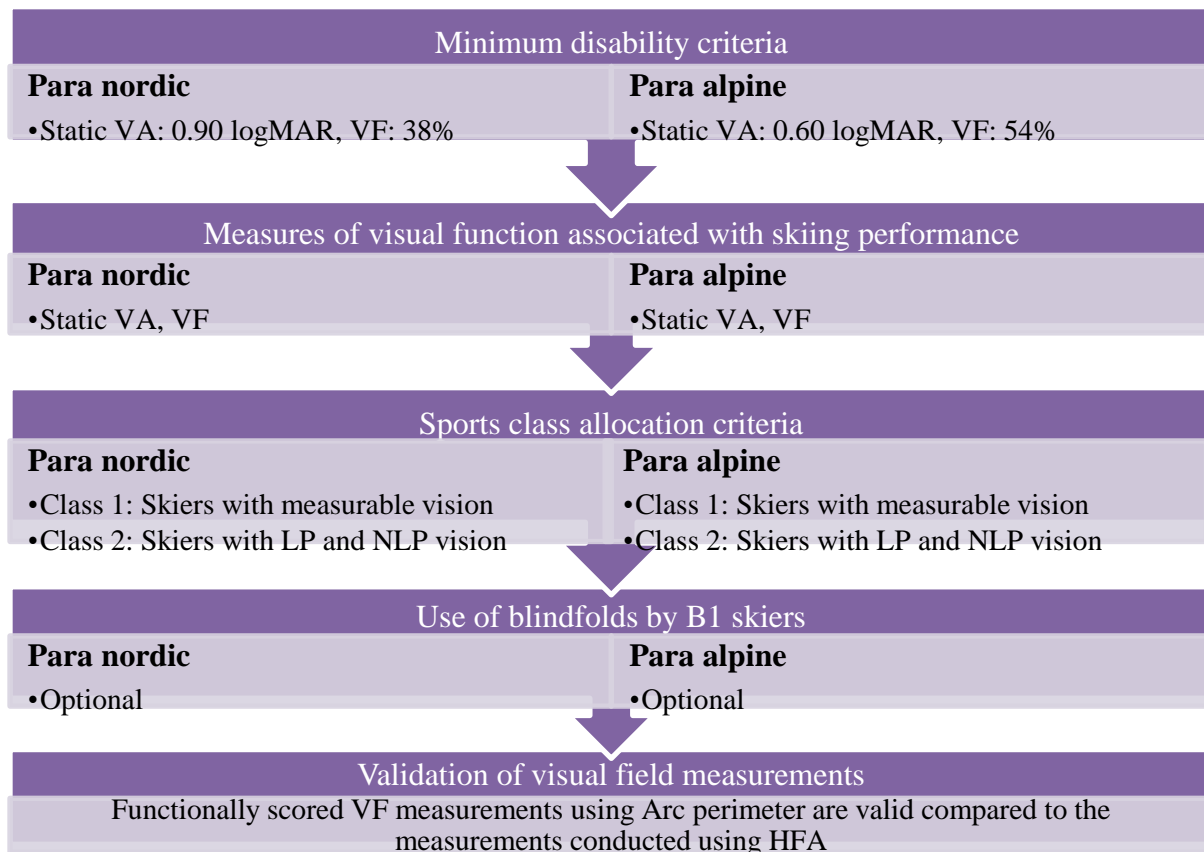 Minimum disability criteria
Para nordic
•Static VA: 0.90 logMAR, VF: 38%
Para alpine
•Static VA: 0.60 logMAR, VF: 54%
Measures of visual function associated with skiing performance
Para nordic
•Static VA, VF
Para alpine
•Static VA, VF
Sports class allocation criteria
Para nordic
•Class 1: Skiers with measurable vision
•Class 2: Skiers with LP and NLP vision
Para alpine
•Class 1: Skiers with measurable vision
•Class 2: Skiers with LP and NLP vision
Use of blindfolds by B1 skiers
Para nordic
•Optional
Para alpine
•Optional
Validation of visual field measurements
Functionally scored VF measurements using Arc perimeter are valid compared to the
measurements conducted using HFA